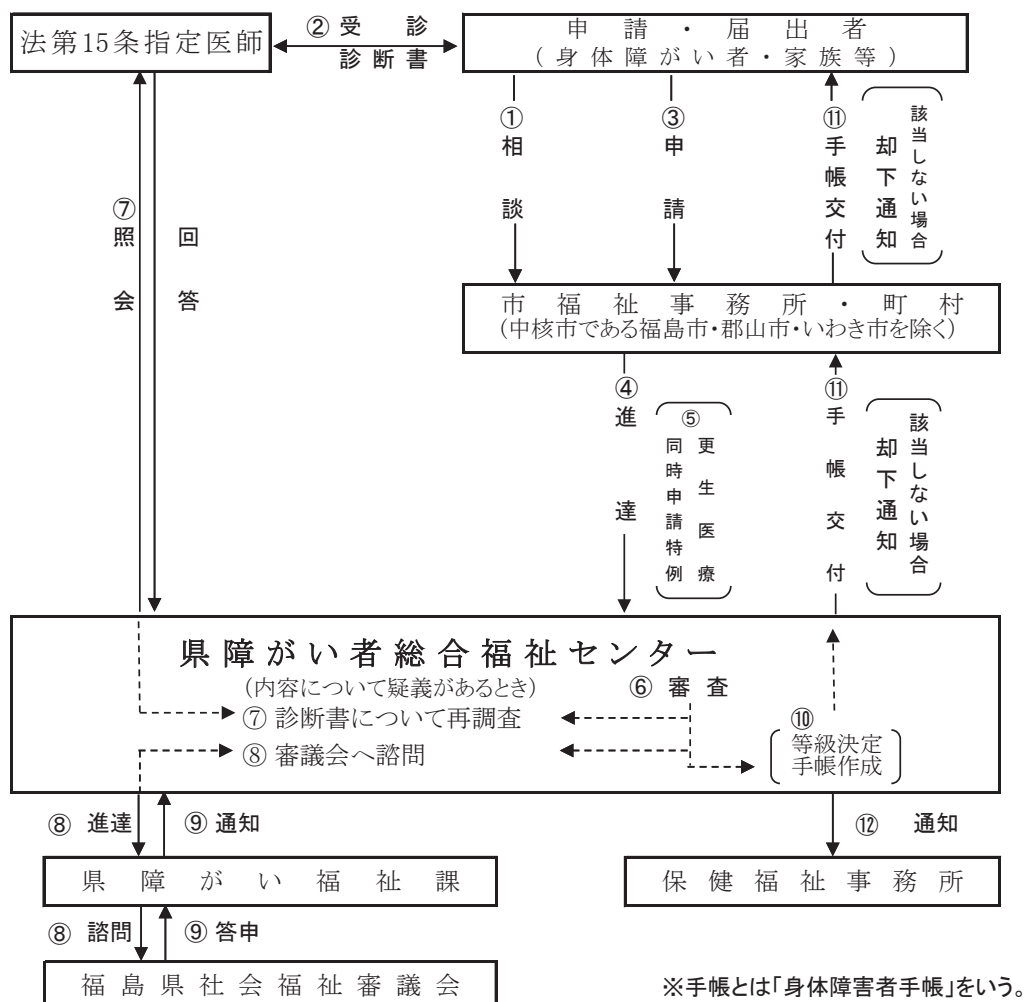 法第15条指定医師
② 受診
診断書
申請・届出者
(身体障がい者・家族等)
①相談
③申請
⑪手帳交付
該当しない場合
却下通知
⑦照会
回答
市福祉事務所・町村
(中核市である福島市・郡山市・いわき市を除く)
④進達
⑤
更生医療
同時申請特例
⑪手帳交付
該当しない場合
却下通知
県障がい者総合福祉センター
(内容について疑義があるとき)
⑥ 審査
⑦ 診断書について再調査
⑧ 審議会へ諮問
⑩
等級決定
手帳作成
⑧ 進達
⑨ 通知
⑫ 通知
県障がい福祉課
保健福祉事務所
⑧ 諮問
⑨ 答申
福島県社会福祉審議会
※手帳とは「身体障害者手帳」をいう。